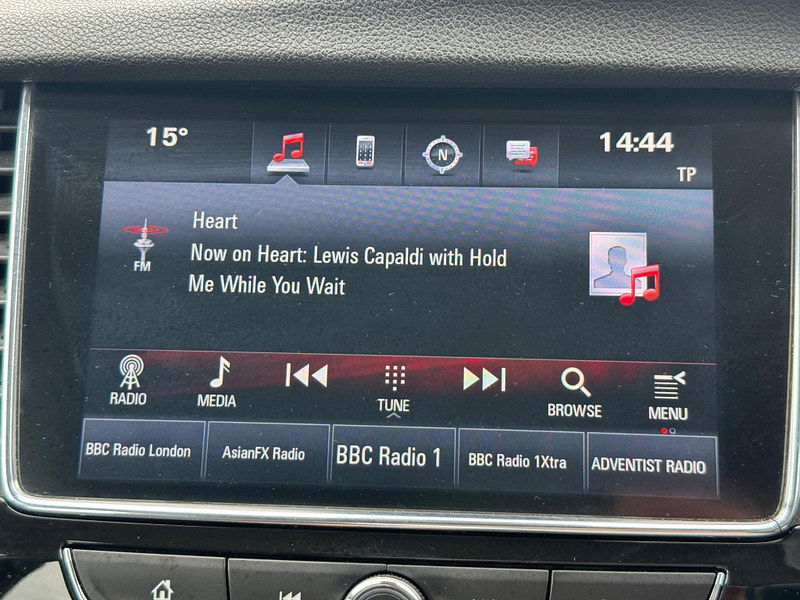 15°
N
14:44
TP
FM
Heart
Now on Heart: Lewis Capaldi with Hold
Me While You Wait
RADIO
MEDIA
TUNE
BROWSE
MENU
BBC Radio London
AsianFX Radio
BBC Radio 1
BBC Radio 1Xtra
ADVENTIST RADIO